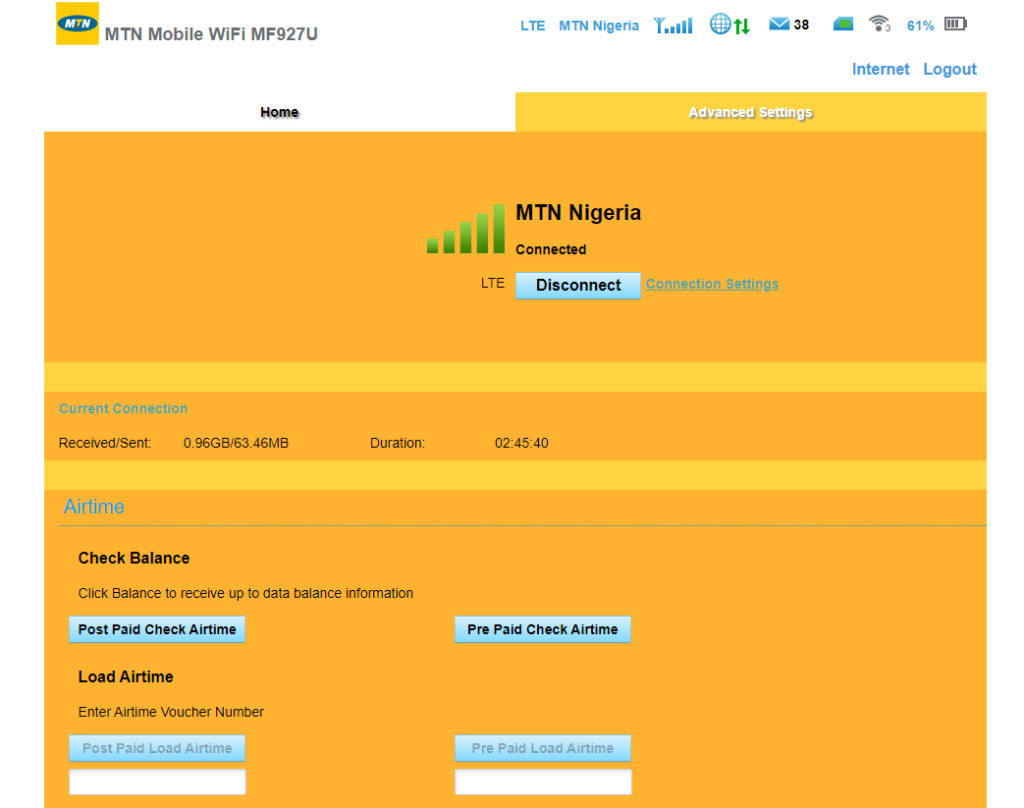 MTN
MTN Mobile WiFi MF927U
LTE MTN Nigeria 38 3 61%
Internet Logout
Home Advanced Settings
MTN Nigeria
Connected
LTE Disconnect Connection Settings
Current Connection
Received/Sent: 0.96GB/63.46MB Duration: 02:45:40
Airtime
Check Balance
Click Balance to receive up to data balance information
Post Paid Check Airtime Pre Paid Check Airtime
Load Airtime
Enter Airtime Voucher Number
Post Paid Load Airtime Pre Paid Load Airtime